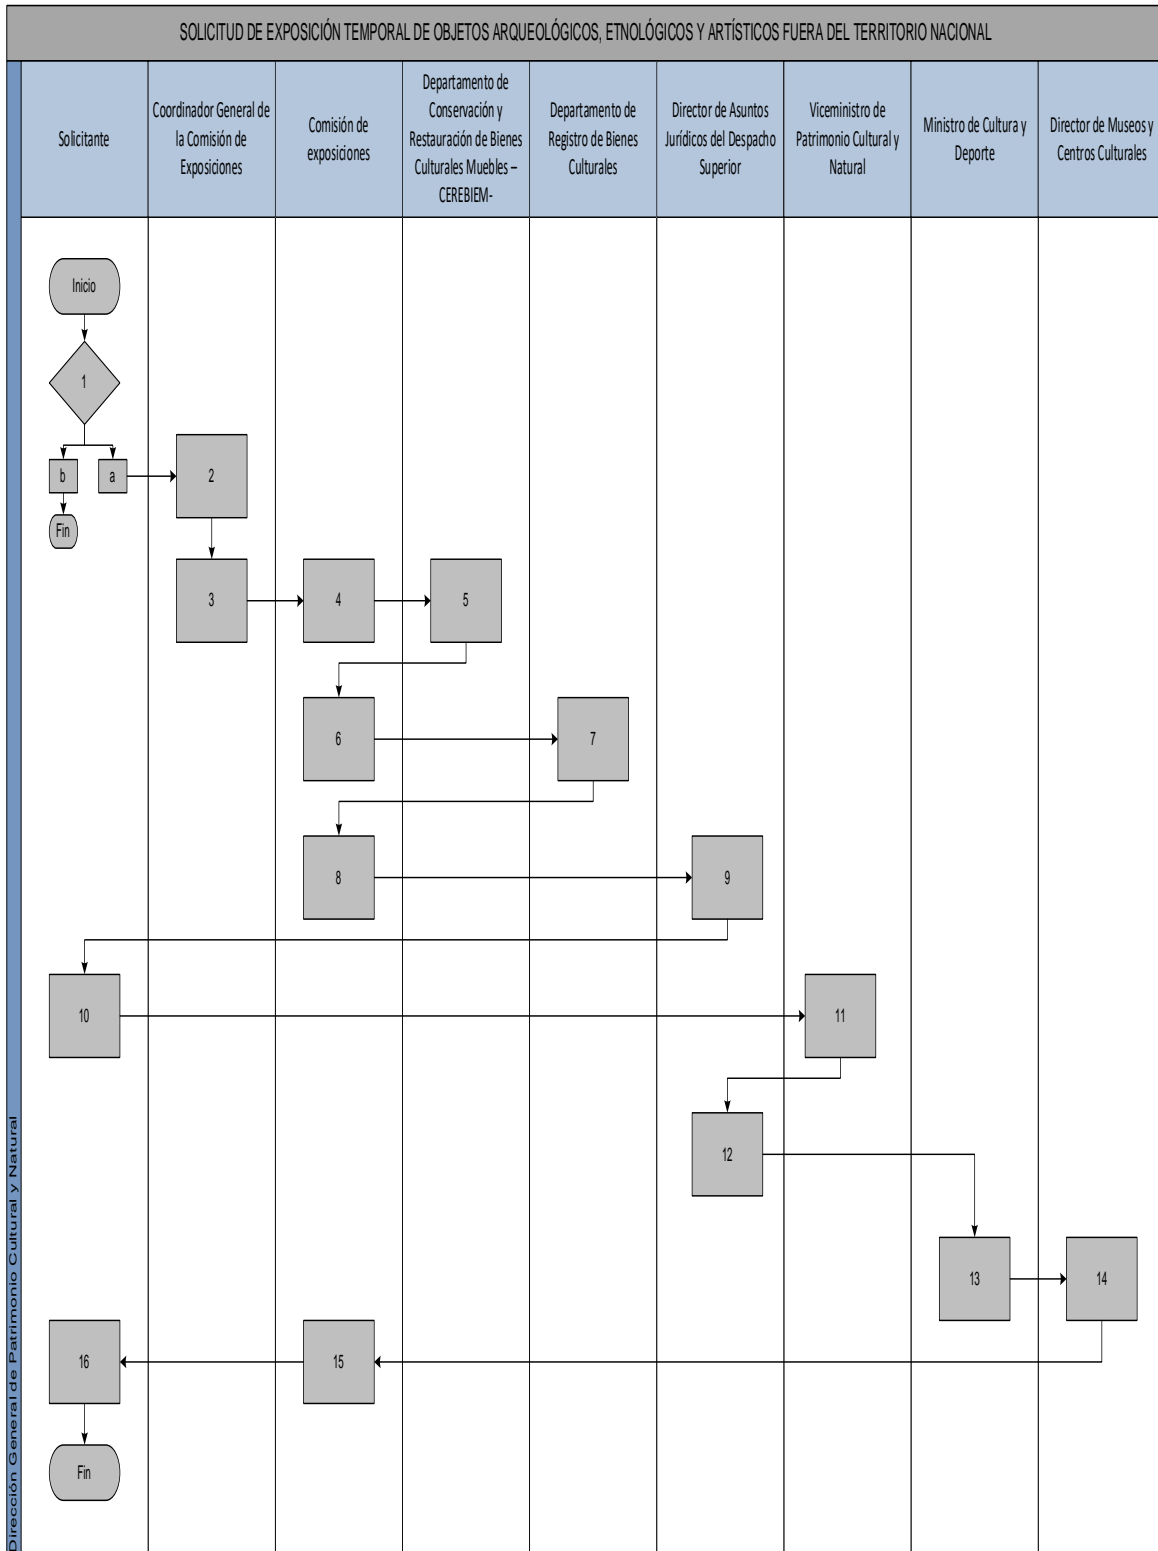 SOLICITUD DE EXPOSICIÓN TEMPORAL DE OBJETOS ARQUEOLÓGICOS, ETNOLÓGICOS Y ARTÍSTICOS FUERA DEL TERRITORIO NACIONAL
Solicitante
Coordinador General de
la Comisión de
Exposiciones
Comisión de
exposiciones
Departamento de
Conservación y
Restauración de Bienes
Culturales Muebles –
CEREBIEM-
Departamento de
Registro de Bienes
Culturales
Director de Asuntos
Jurídicos del Despacho
Superior
Viceministro de
Patrimonio Cultural y
Natural
Ministro de Cultura y
Deporte
Director de Museos y
Centros Culturales
Inicio
1
b
a
2
Fin
3
4
5
6
7
8
9
10
11
12
13
14
16
15
Fin
Dirección General de Patrimonio Cultural y Natural